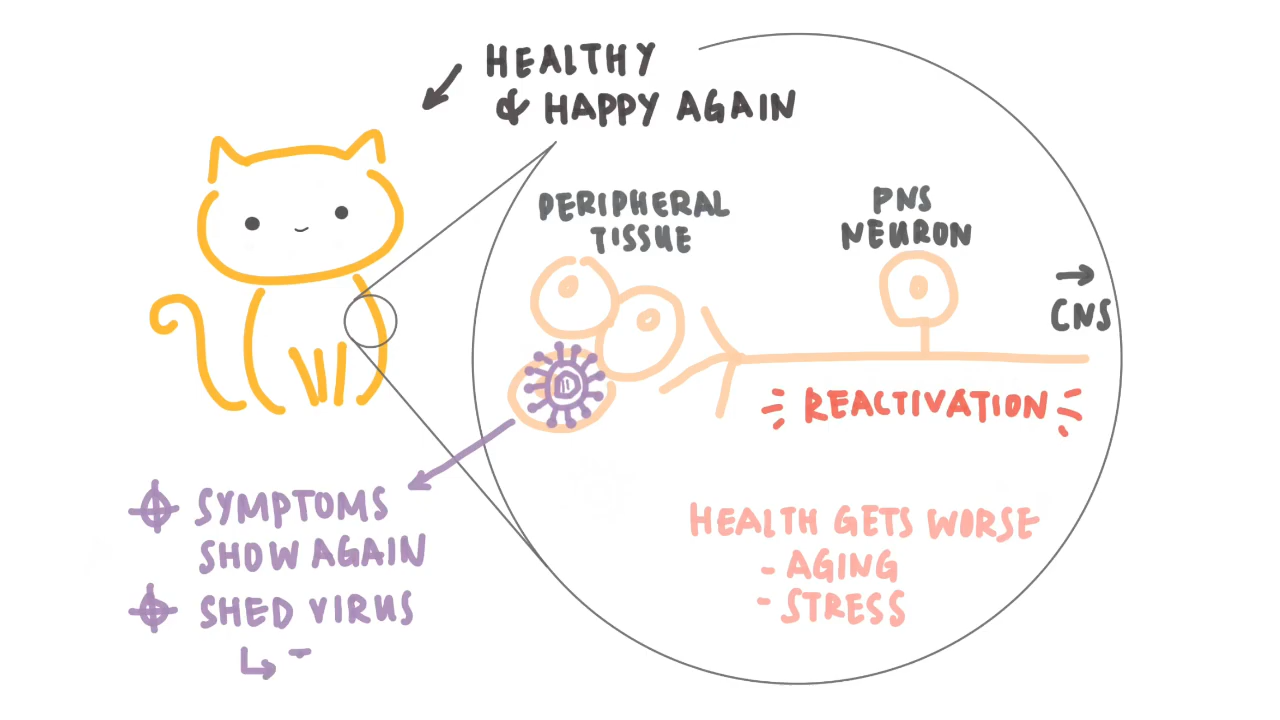 HEALTHY
& HAPPY AGAIN
PERIPHERAL
TISSUE
PNS
NEURON
→
CNS
REACTIVATION
SYMPTOMS
SHOW AGAIN
SHED VIRUS
HEALTH GETS WORSE
- AGING
- STRESS